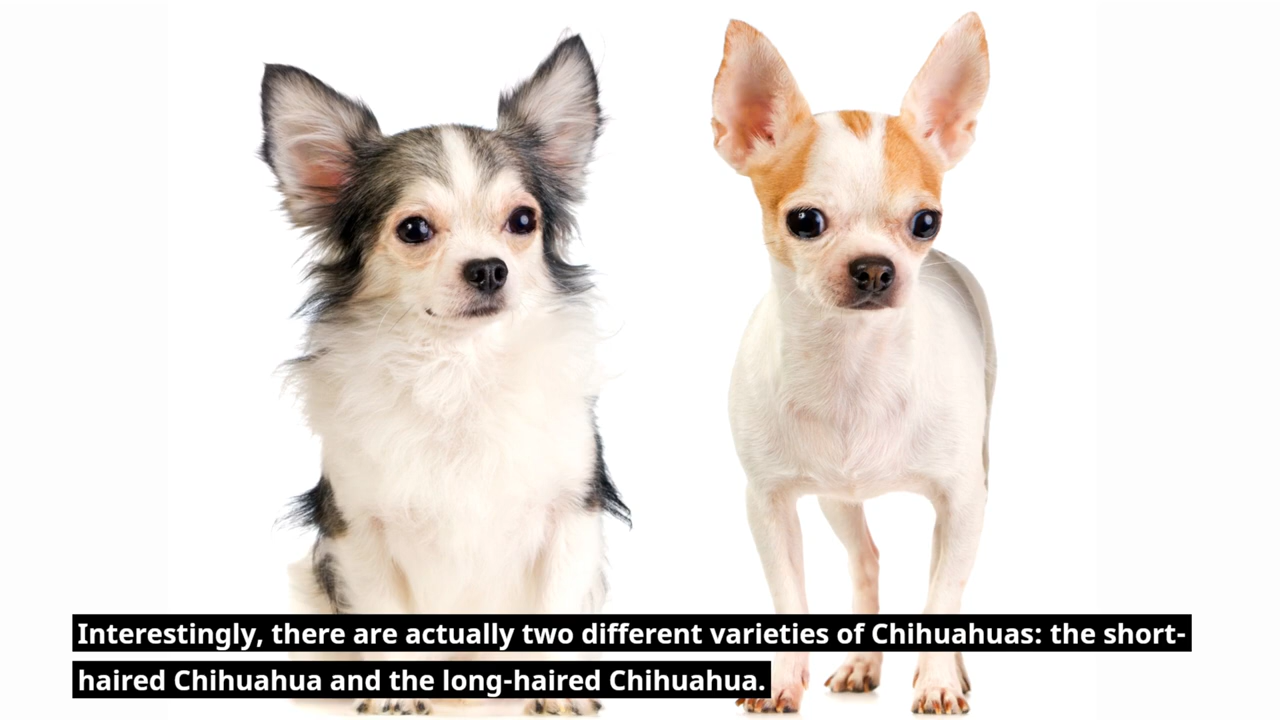 Interestingly, there are actually two different varieties of Chihuahuas: the short-
haired Chihuahua and the long-haired Chihuahua.